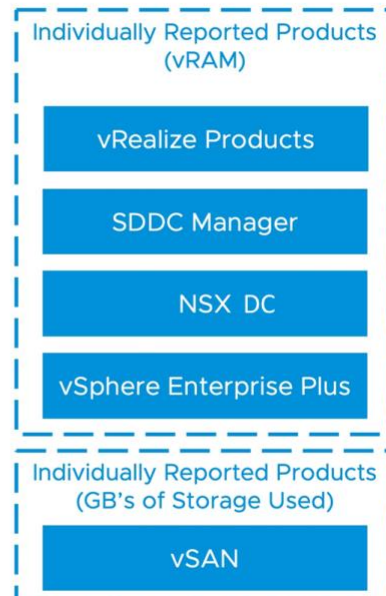 Individually Reported Products
(vRAM)
vRealize Products
SDDC Manager
NSX DC
vSphere Enterprise Plus
Individually Reported Products
(GB's of Storage Used)
vSAN